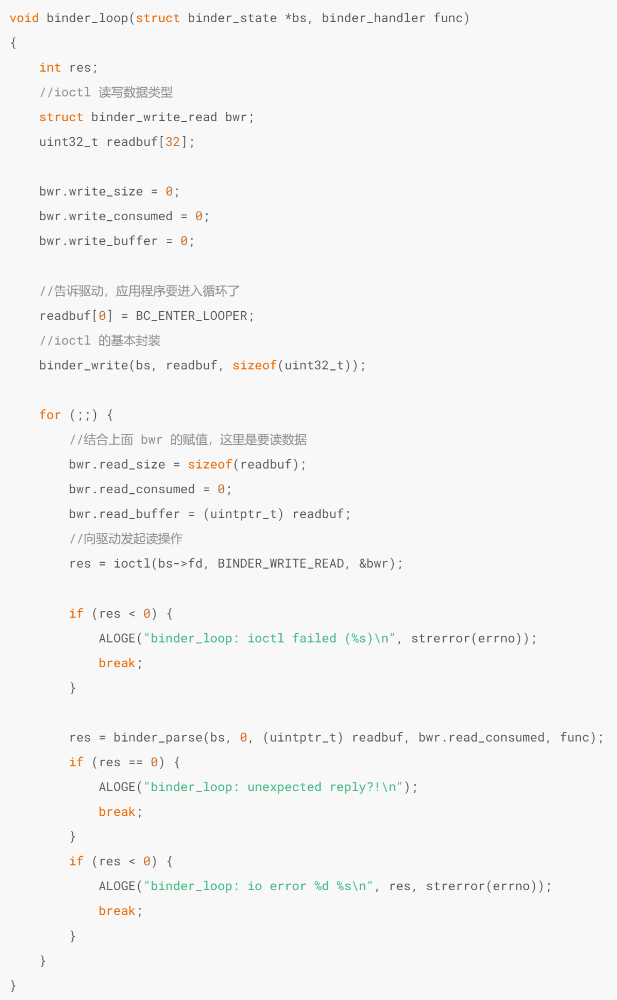 void binder_loop(struct binder_state *bs, binder_handler func)
{
    int res;
    //ioctl 读写数据类型
    struct binder_write_read bwr;
    uint32_t readbuf[32];

    bwr.write_size = 0;
    bwr.write_consumed = 0;
    bwr.write_buffer = 0;

    //告诉驱动，应用程序要进入循环了
    readbuf[0] = BC_ENTER_LOOPER;
    //ioctl 的基本封装
    binder_write(bs, readbuf, sizeof(uint32_t));

    for (;;) {
        //结合上面 bwr 的赋值，这里是要读数据
        bwr.read_size = sizeof(readbuf);
        bwr.read_consumed = 0;
        bwr.read_buffer = (uintptr_t) readbuf;
        //向驱动发起读操作
        res = ioctl(bs->fd, BINDER_WRITE_READ, &bwr);

        if (res < 0) {
            ALOGE("binder_loop: ioctl failed (%s)\n", strerror(errno));
            break;
        }

        res = binder_parse(bs, 0, (uintptr_t) readbuf, bwr.read_consumed, func);
        if (res == 0) {
            ALOGE("binder_loop: unexpected reply?!\n");
            break;
        }
        if (res < 0) {
            ALOGE("binder_loop: io error %d %s\n", res, strerror(errno));
            break;
        }
    }
}